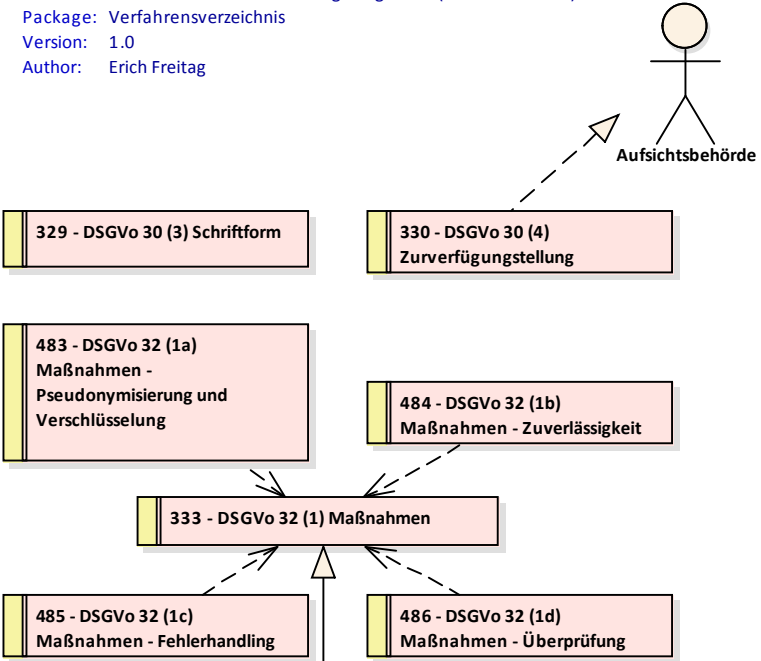 Package: Verfahrensverzeichnis
Version: 1.0
Author: Erich Freitag
Aufsichtsbehörde
329 - DSGVo 30 (3) Schriftform
330 - DSGVo 30 (4)
Zurverfügungstellung
483 - DSGVo 32 (1a)
Maßnahmen -
Pseudonymisierung und
Verschlüsselung
484 - DSGVo 32 (1b)
Maßnahmen - Zuverlässigkeit
333 - DSGVo 32 (1) Maßnahmen
485 - DSGVo 32 (1c)
Maßnahmen - Fehlerhandling
486 - DSGVo 32 (1d)
Maßnahmen - Überprüfung